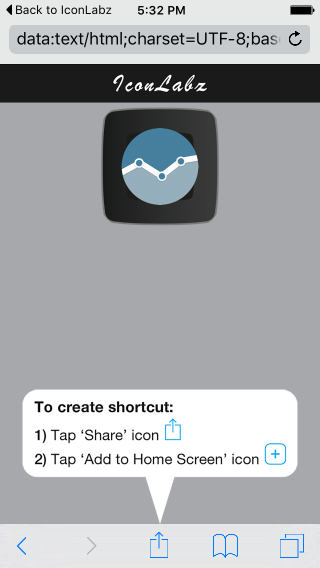 Back to IconLabz 5:32 PM
data:text/html;charset=UTF-8;bas
IconLabz
To create shortcut:
1) Tap ‘Share’ icon
2) Tap ‘Add to Home Screen’ icon